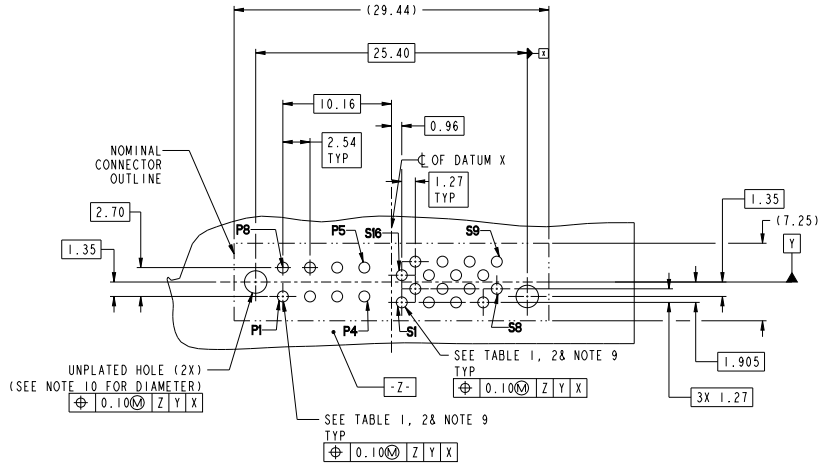 (29.44)
25.40
X
10.16
0.96
2.54
TYP
℄ OF DATUM X
NOMINAL
CONNECTOR
OUTLINE
1.27
TYP
1.35
2.70
(7.25)
P8
P5
S16
S9
Y
1.35
P1
P4
S1
S8
SEE TABLE 1, 2& NOTE 9
TYP
⌖ 0.10Ⓜ Z Y X
1.905
UNPLATED HOLE (2X)
(SEE NOTE 10 FOR DIAMETER)
⌖ 0.10Ⓜ Z Y X
-Z-
3X 1.27
SEE TABLE 1, 2& NOTE 9
TYP
⌖ 0.10Ⓜ Z Y X